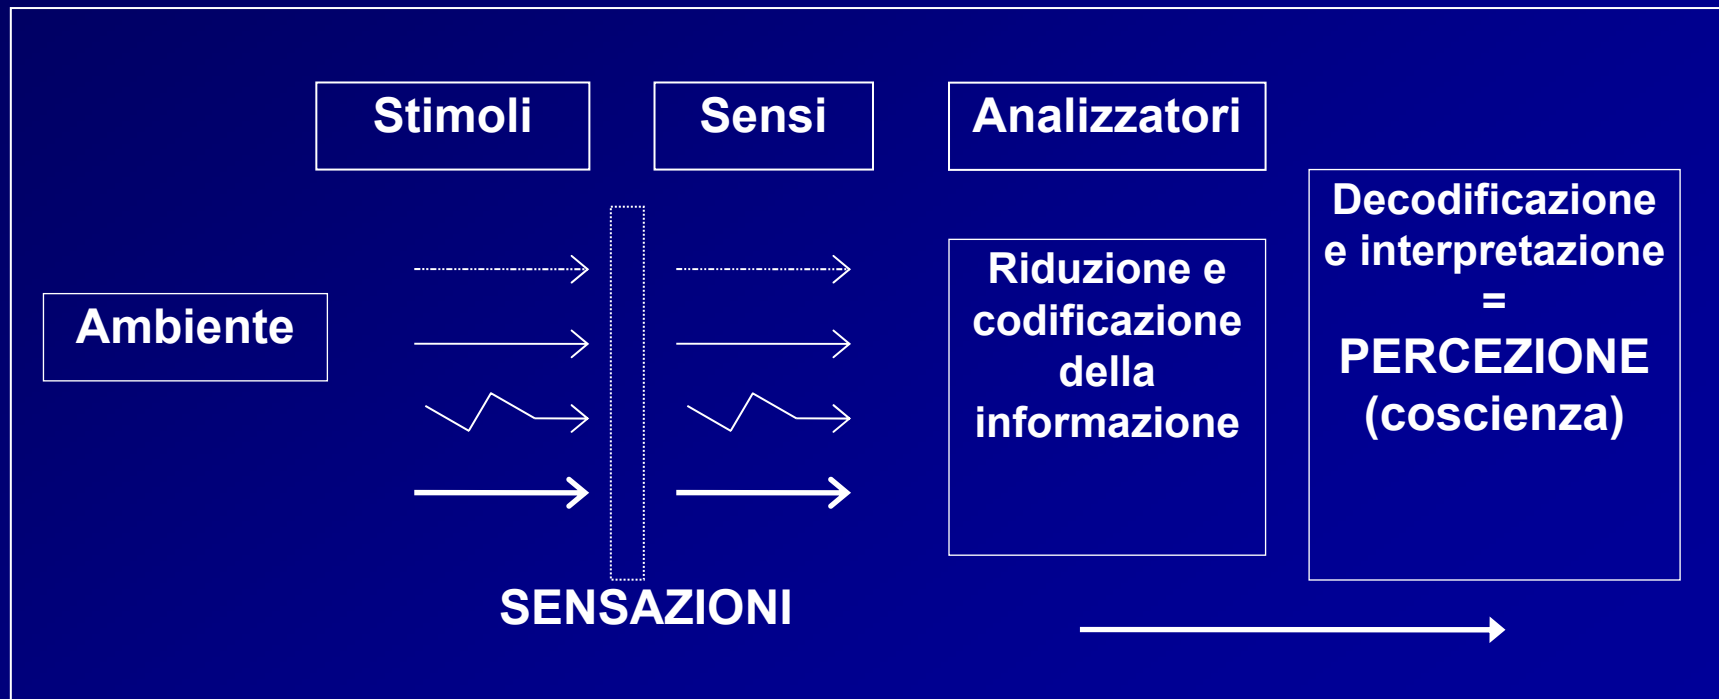 Stimoli
Sensi
Analizzatori
Ambiente
Riduzione e
codificazione
della
informazione
Decodificazione
e interpretazione
=
PERCEZIONE
(coscienza)
SENSAZIONI